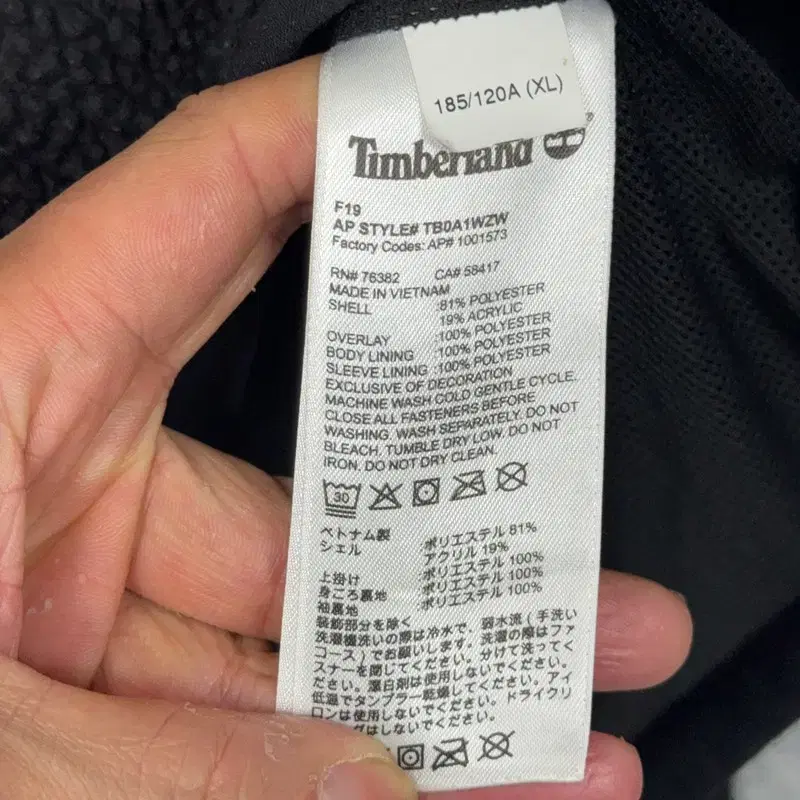 185/120A (XL)
Timberland ®
F19
AP STYLE# TB0A1WZW
Factory Codes: AP# 1001573
RN# 76382 CA# 58417
MADE IN VIETNAM
SHELL :81% POLYESTER
19% ACRYLIC
OVERLAY :100% POLYESTER
BODY LINING :100% POLYESTER
SLEEVE LINING :100% POLYESTER
EXCLUSIVE OF DECORATION
MACHINE WASH COLD GENTLE CYCLE.
CLOSE ALL FASTENERS BEFORE
WASHING. WASH SEPARATELY. DO NOT
BLEACH. TUMBLE DRY LOW. DO NOT
IRON. DO NOT DRY CLEAN.
30
ベトナム製
シェル :ポリエステル 81%
アクリル 19%
上掛け :ポリエステル 100%
身ごろ裏地 :ポリエステル 100%
袖裏地 :ポリエステル 100%
装飾部分を除く
洗濯機洗いの際は冷水で、弱水流 ( 手洗い
コース ) でお願いします。洗濯の際はファ
スナーを閉じてください。分けて洗ってく
ださい。漂白剤は使用しないでください。
低温でタンブラー乾燥してください。アイ
ロンは使用しないでください。ドライクリ
グはしないでください。